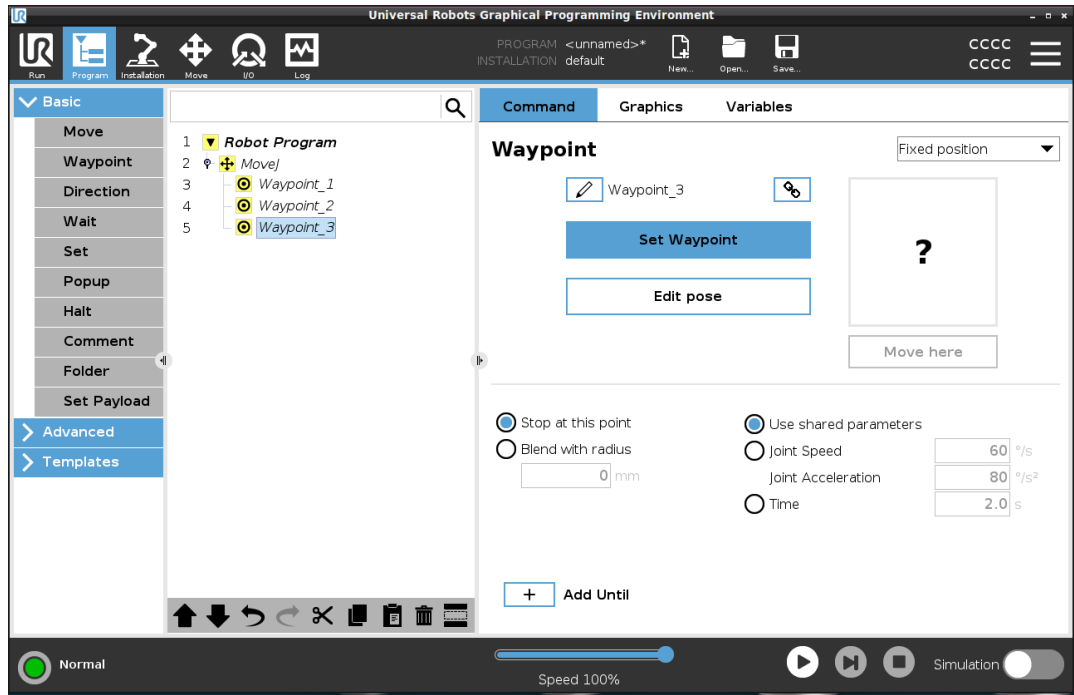 Universal Robots Graphical Programming Environment
UR
Run
Program
Installation
Move
I/O
Log
PROGRAM <unnamed>*
INSTALLATION default
New...
Open...
Save...
cccc
cccc
Basic
Move
Waypoint
Direction
Wait
Set
Popup
Halt
Comment
Folder
Set Payload
Advanced
Templates
1 Robot Program
2 MoveJ
3 Waypoint_1
4 Waypoint_2
5 Waypoint_3
Command Graphics Variables
Waypoint
Fixed position
Waypoint_3
Set Waypoint
Edit pose
?
Move here
Stop at this point
Blend with radius
0 mm
Use shared parameters
Joint Speed 60 °/s
Joint Acceleration 80 °/s²
Time 2.0 s
+ Add Until
Normal
Speed 100%
Simulation